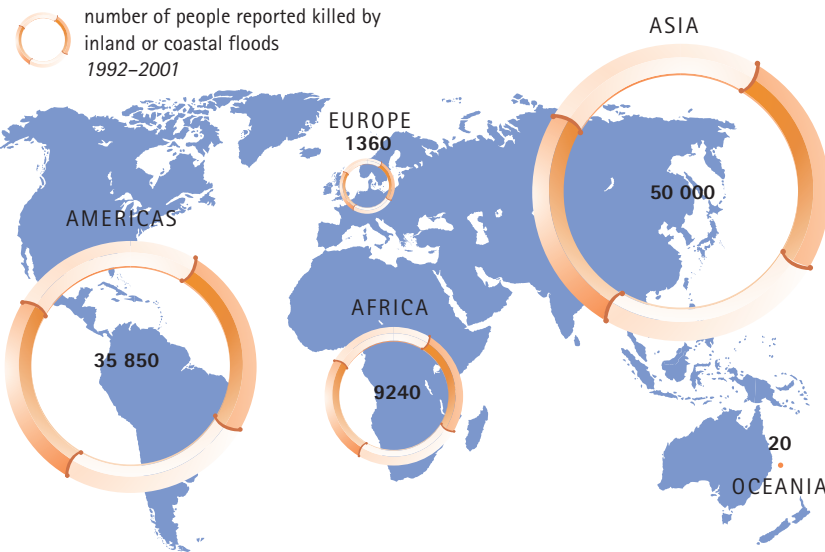 number of people reported killed by
inland or coastal floods
1992–2001
ASIA
50 000
EUROPE
1360
AMERICAS
35 850
AFRICA
9240
20
OCEANIA